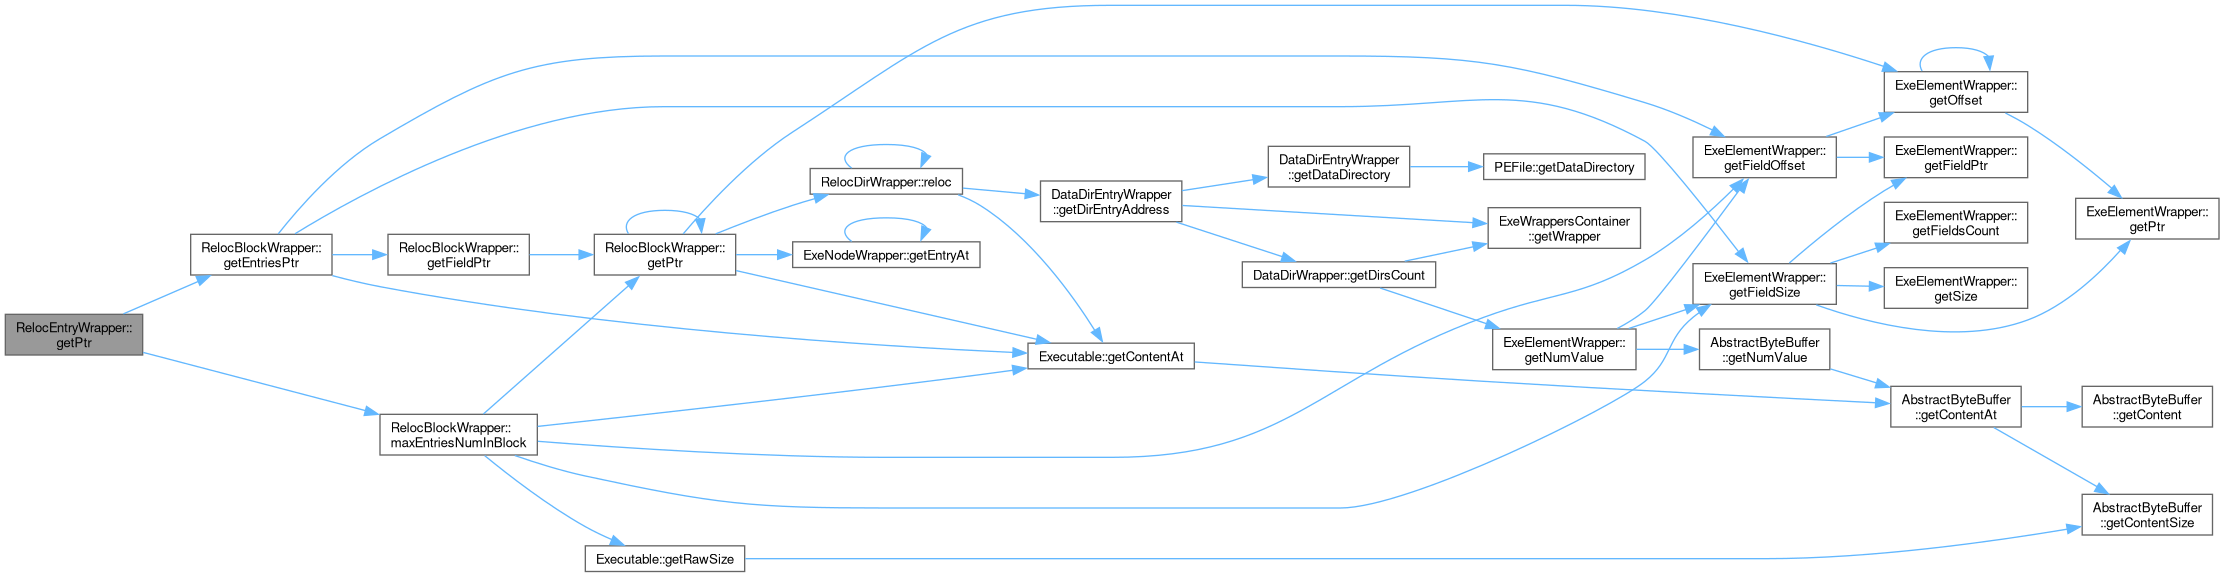 RelocEntryWrapper::
getPtr
RelocBlockWrapper::
getEntriesPtr
RelocBlockWrapper::
getFieldPtr
RelocBlockWrapper::
maxEntriesNumInBlock
RelocBlockWrapper::
getPtr
Executable::getRawSize
RelocDirWrapper::reloc
ExeNodeWrapper::getEntryAt
Executable::getContentAt
DataDirEntryWrapper
::getDirEntryAddress
DataDirEntryWrapper
::getDataDirectory
DataDirWrapper::getDirsCount
PEFile::getDataDirectory
ExeWrappersContainer
::getWrapper
ExeElementWrapper::
getNumValue
ExeElementWrapper::
getFieldOffset
ExeElementWrapper::
getFieldSize
AbstractByteBuffer
::getNumValue
ExeElementWrapper::
getOffset
ExeElementWrapper::
getFieldPtr
ExeElementWrapper::
getFieldsCount
ExeElementWrapper::
getSize
AbstractByteBuffer
::getContentAt
ExeElementWrapper::
getPtr
AbstractByteBuffer
::getContent
AbstractByteBuffer
::getContentSize